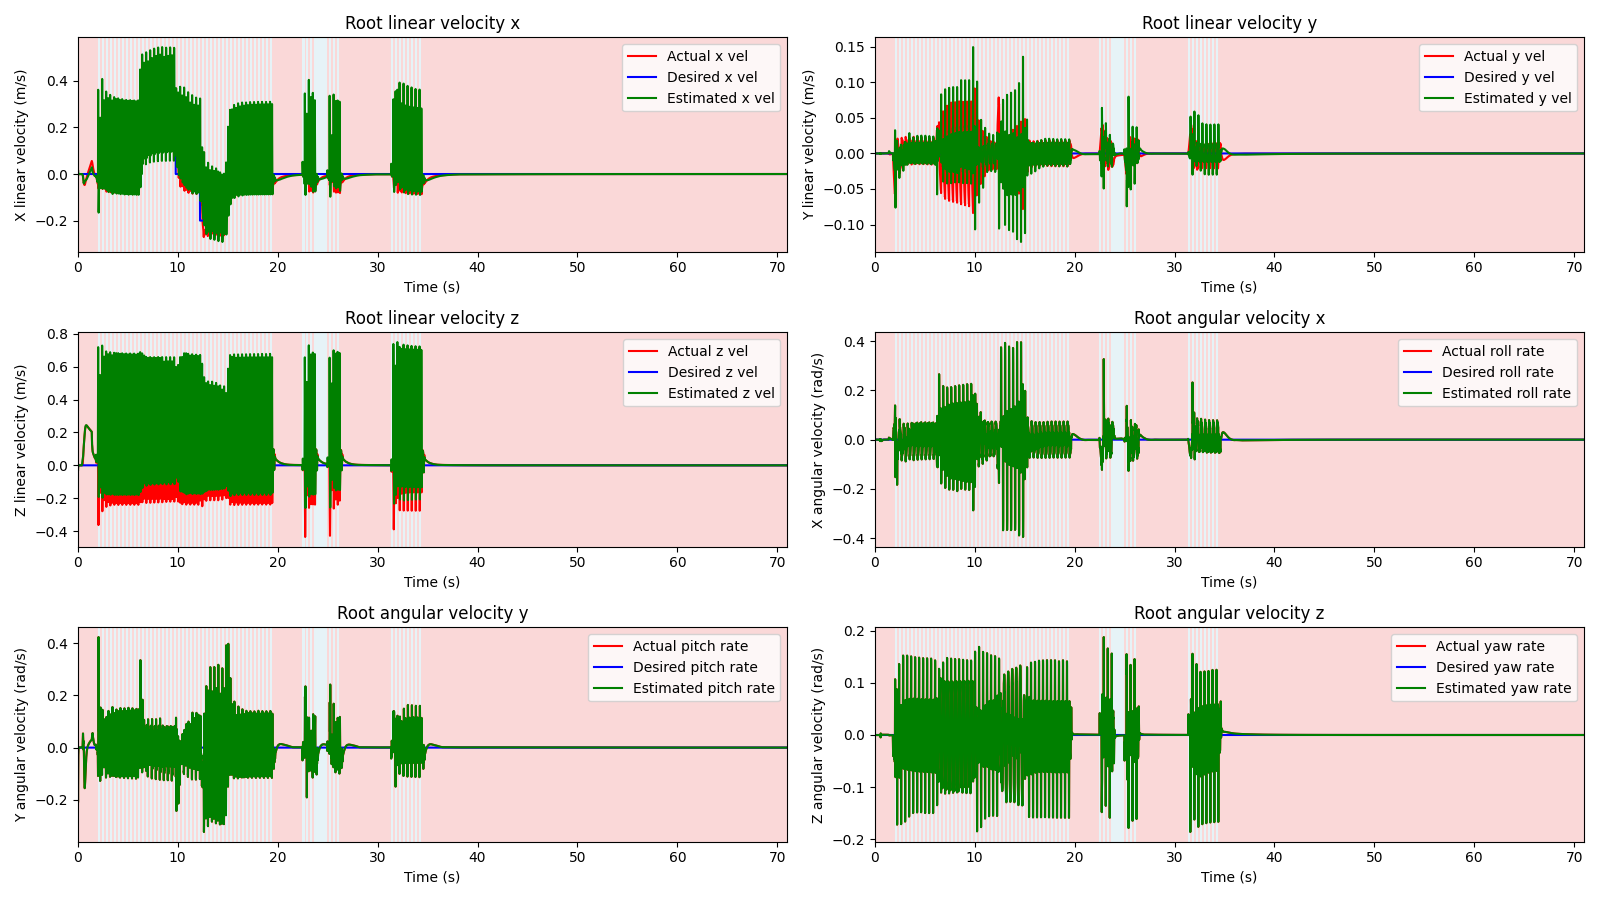 Root linear velocity x
X linear velocity (m/s)
0.4
0.2
0.0
−0.2
Actual x vel
Desired x vel
Estimated x vel
0 10 20 30 40 50 60 70
Time (s)
Root linear velocity y
Y linear velocity (m/s)
0.15
0.10
0.05
0.00
−0.05
−0.10
Actual y vel
Desired y vel
Estimated y vel
0 10 20 30 40 50 60 70
Time (s)
Root linear velocity z
Z linear velocity (m/s)
0.8
0.6
0.4
0.2
0.0
−0.2
−0.4
Actual z vel
Desired z vel
Estimated z vel
0 10 20 30 40 50 60 70
Time (s)
Root angular velocity x
X angular velocity (rad/s)
0.4
0.2
0.0
−0.2
−0.4
Actual roll rate
Desired roll rate
Estimated roll rate
0 10 20 30 40 50 60 70
Time (s)
Root angular velocity y
Y angular velocity (rad/s)
0.4
0.2
0.0
−0.2
Actual pitch rate
Desired pitch rate
Estimated pitch rate
0 10 20 30 40 50 60 70
Time (s)
Root angular velocity z
Z angular velocity (rad/s)
0.2
0.1
0.0
−0.1
−0.2
Actual yaw rate
Desired yaw rate
Estimated yaw rate
0 10 20 30 40 50 60 70
Time (s)